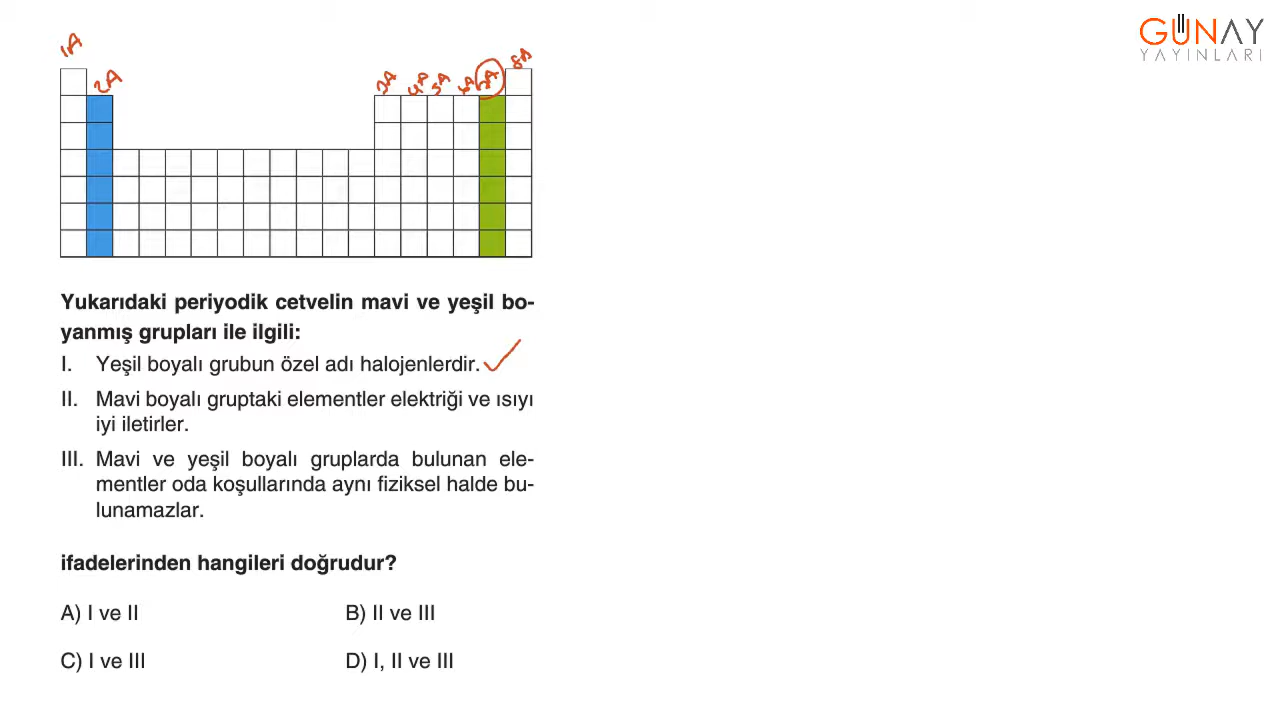 GÜNAY
YAYINLARI
1A
2A
3A
4A
5A
6A
8A
Yukarıdaki periyodik cetvelin mavi ve yeşil bo-
yanmış grupları ile ilgili:
I. Yeşil boyalı grubun özel adı halojenlerdir.
II. Mavi boyalı gruptaki elementler elektriği ve ısıyı
iyi iletirler.
III. Mavi ve yeşil boyalı gruplarda bulunan ele-
mentler oda koşullarında aynı fiziksel halde bu-
lunamazlar.
ifadelerinden hangileri doğrudur?
A) I ve II
B) II ve III
C) I ve III
D) I, II ve III